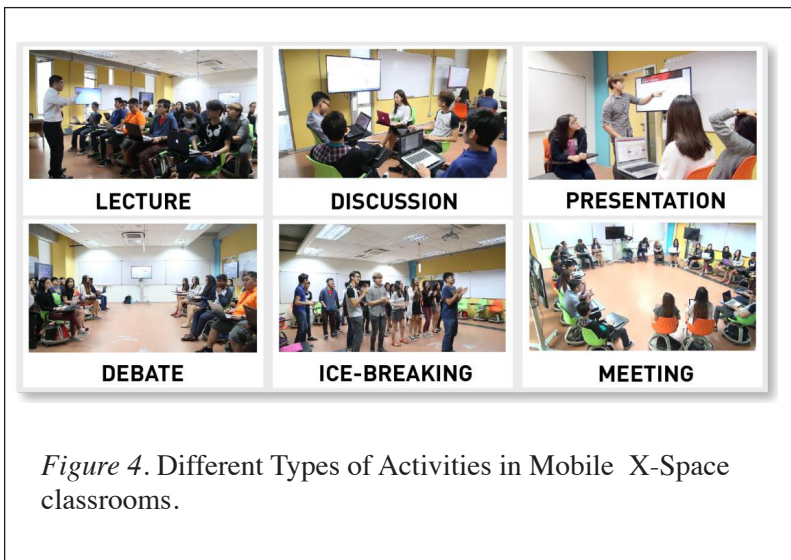 LECTURE DISCUSSION PRESENTATION
DEBATE ICE-BREAKING MEETING
Figure 4. Different Types of Activities in Mobile X-Space
classrooms.